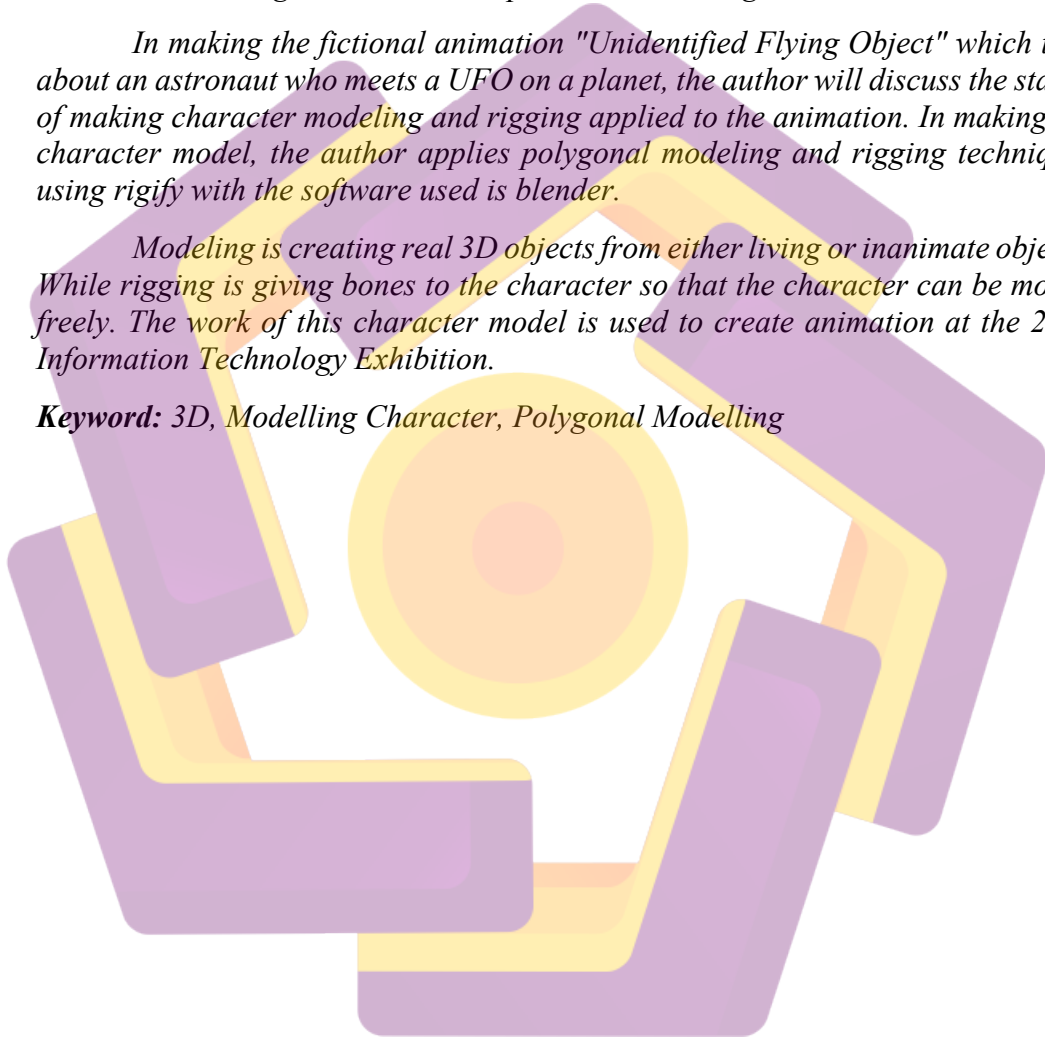 In making the fictional animation "Unidentified Flying Object" which
about an astronaut who meets a UFO on a planet, the author will discuss the
of making character modeling and rigging applied to the animation. In making
character model, the author applies polygonal modeling and rigging
using rigify with the software used is blender.
Modeling is creating real 3D objects from either living or inanimate
While rigging is giving bones to the character so that the character can be
freely. The work of this character model is used to create animation at the
Information Technology Exhibition.
Keyword: 3D, Modelling Character, Polygonal Modelling